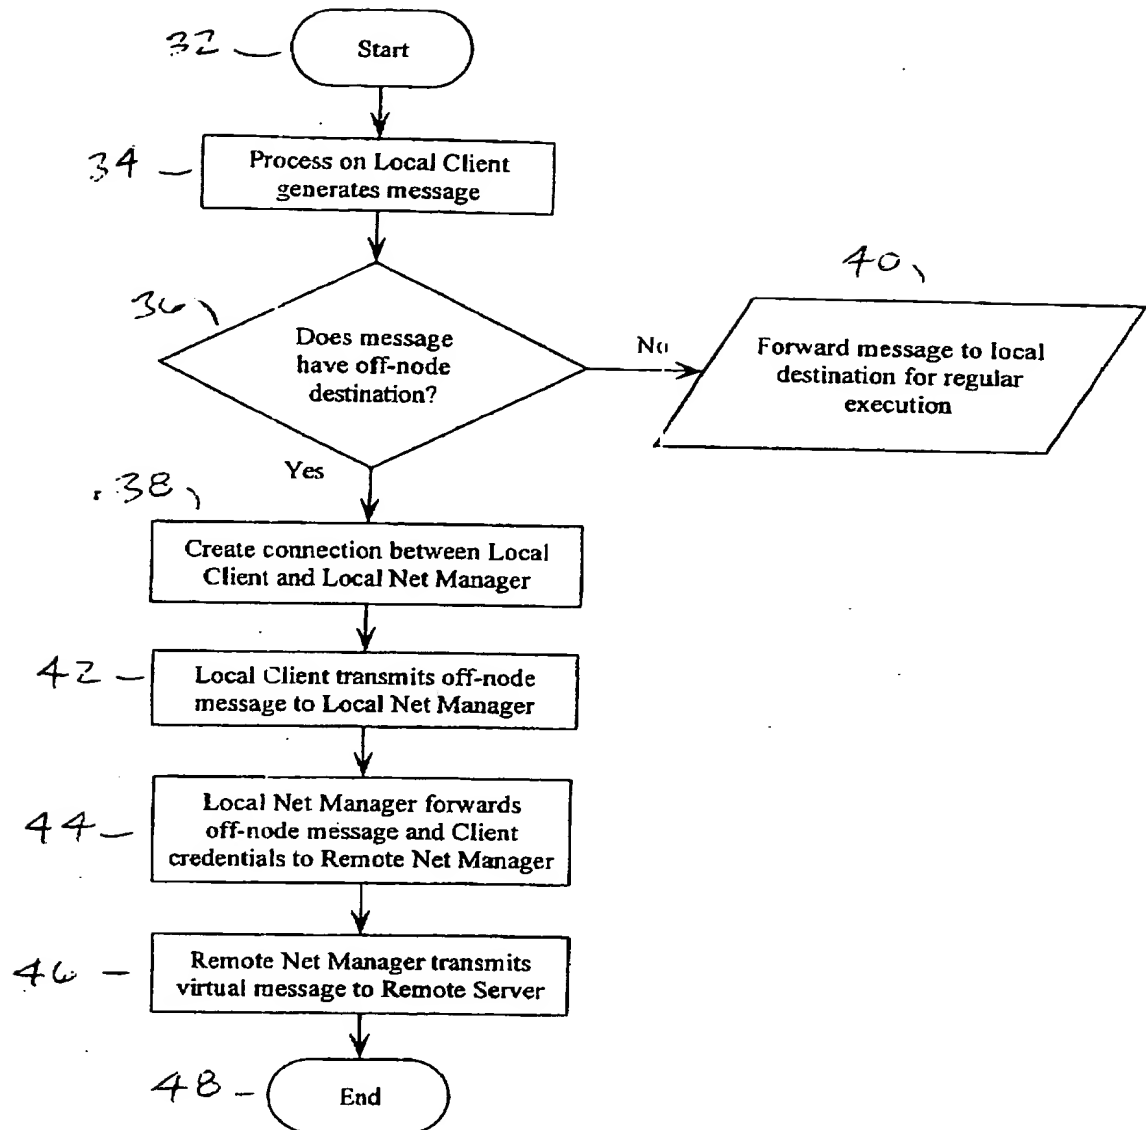 32
Start
34
Process on Local Client
generates message
36
Does message
have off-node
destination?
No
40
Forward message to local
destination for regular
execution
Yes
38
Create connection between Local
Client and Local Net Manager
42
Local Client transmits off-node
message to Local Net Manager
44
Local Net Manager forwards
off-node message and Client
credentials to Remote Net Manager
46
Remote Net Manager transmits
virtual message to Remote Server
48
End